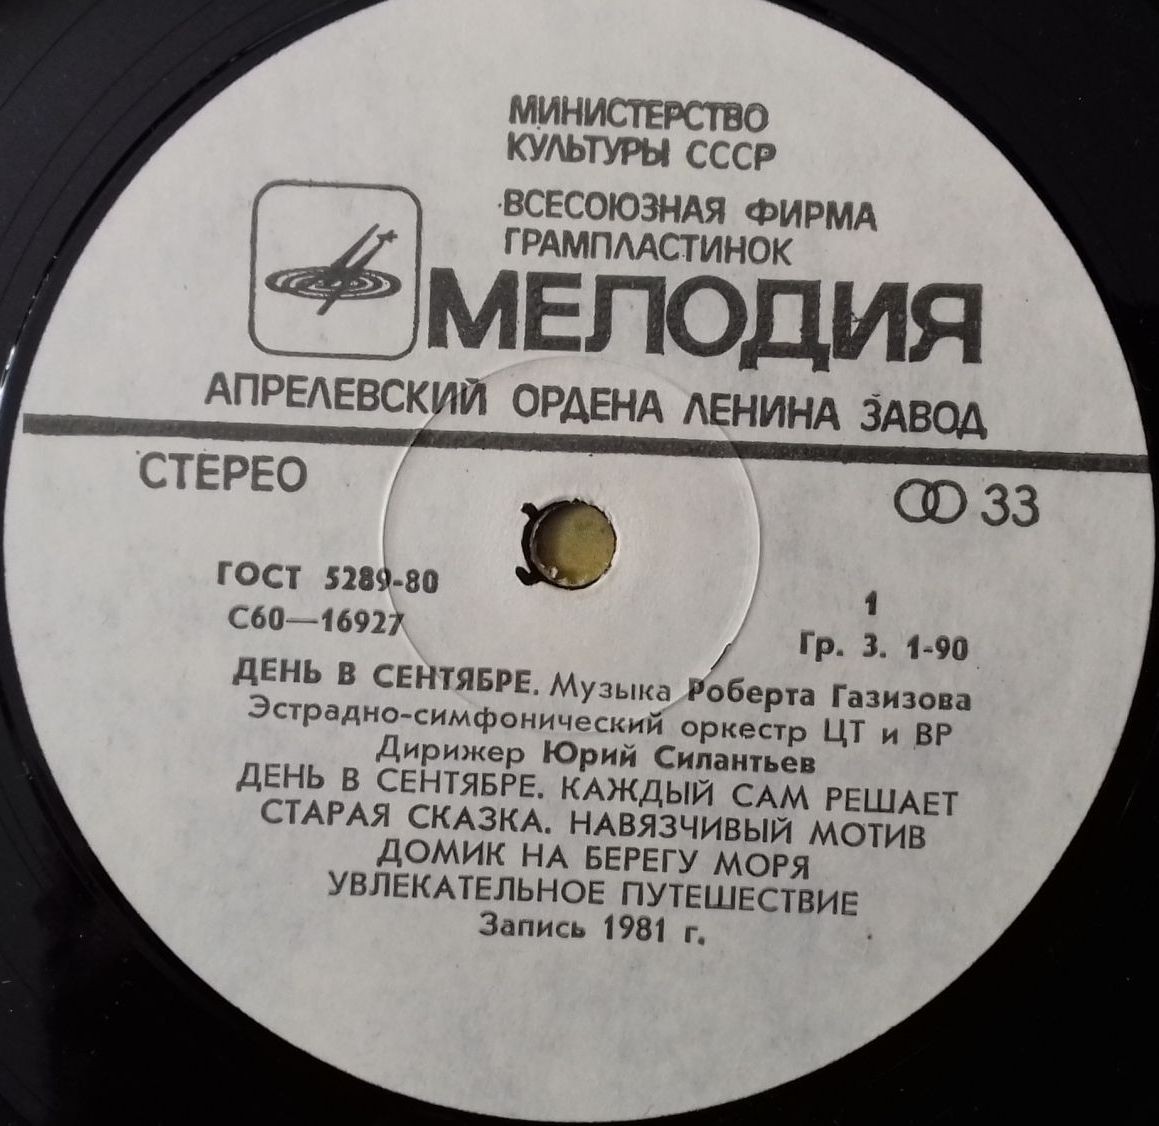 МИНИСТЕРСТВО
КУЛЬТУРЫ СССР
ВСЕСОЮЗНАЯ ФИРМА
ГРАМПЛАСТИНОК
МЕЛОДИЯ
АПРЕЛЕВСКИЙ ОРДЕНА ЛЕНИНА ЗАВОД
СТЕРЕО
33
ГОСТ 5289-80
С60—16927
1
Гр. 3. 1-90
ДЕНЬ В СЕНТЯБРЕ. Музыка Роберта Газизова
Эстрадно-симфонический оркестр ЦТ и ВР
Дирижер Юрий Силантьев
ДЕНЬ В СЕНТЯБРЕ. КАЖДЫЙ САМ РЕШАЕТ
СТАРАЯ СКАЗКА. НАВЯЗЧИВЫЙ МОТИВ
ДОМИК НА БЕРЕГУ МОРЯ
УВЛЕКАТЕЛЬНОЕ ПУТЕШЕСТВИЕ
Запись 1981 г.